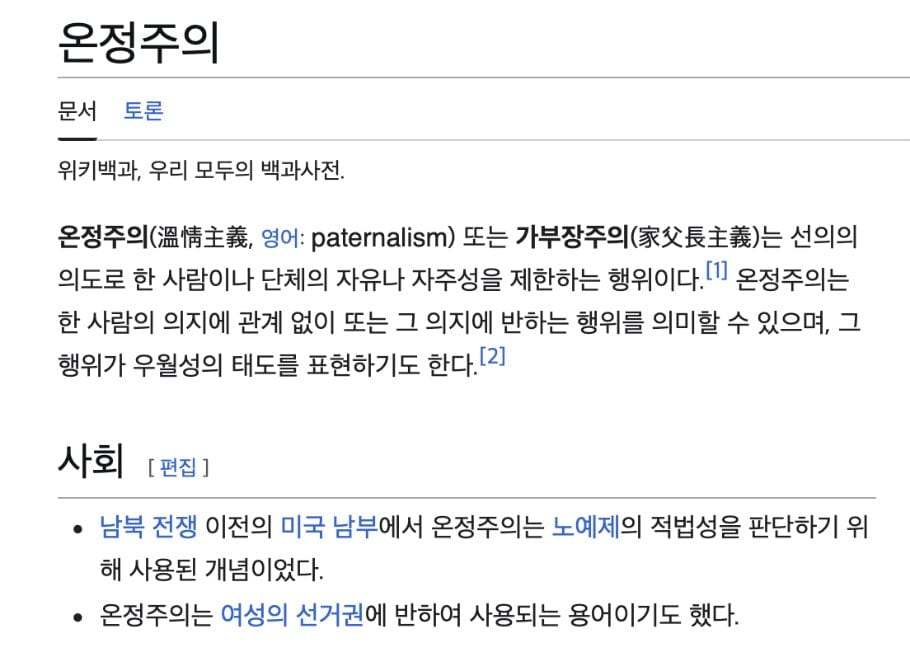 온정주의
문서 토론
위키백과, 우리 모두의 백과사전.
온정주의(溫情主義, 영어: paternalism) 또는 가부장주의(家父長主義)는 선의의
의도로 한 사람이나 단체의 자유나 자주성을 제한하는 행위이다.[1] 온정주의는
한 사람의 의지에 관계 없이 또는 그 의지에 반하는 행위를 의미할 수 있으며, 그
행위가 우월성의 태도를 표현하기도 한다.[2]
사회 [ 편집 ]
• 남북 전쟁 이전의 미국 남부에서 온정주의는 노예제의 적법성을 판단하기 위
해 사용된 개념이었다.
• 온정주의는 여성의 선거권에 반하여 사용되는 용어이기도 했다.